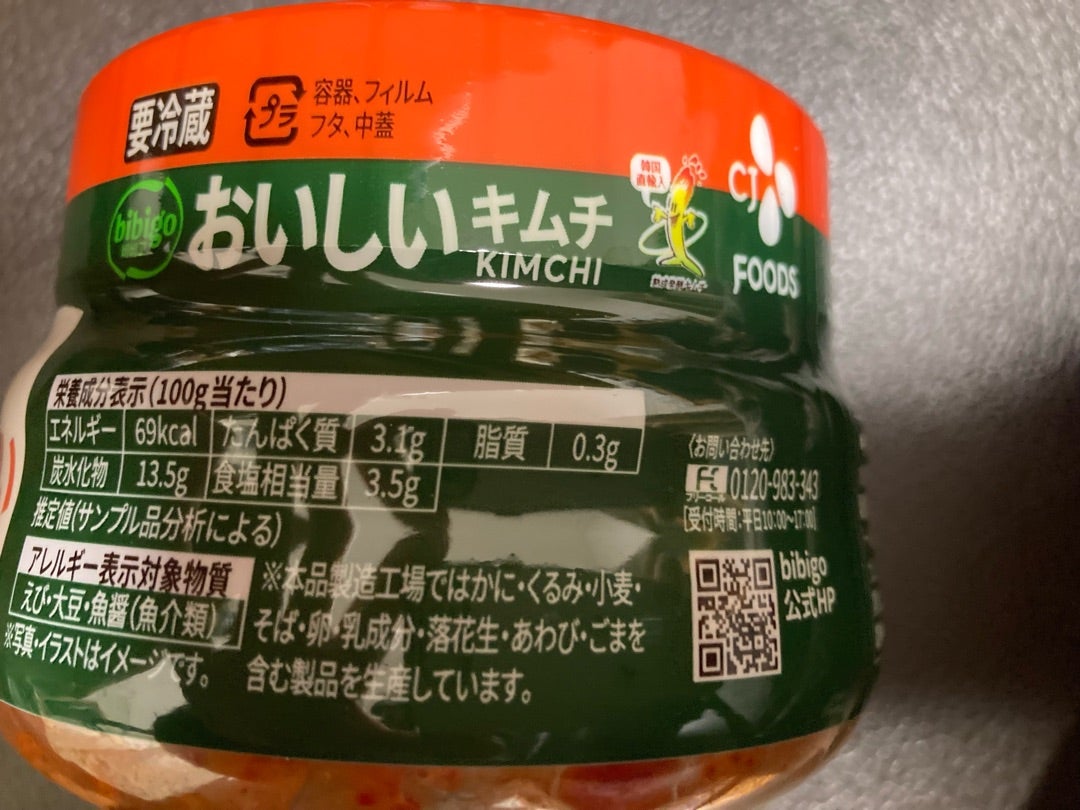 要冷蔵
プラ
容器、フィルム
フタ、中蓋
bibigo
おいしいキムチ
KIMCHI
韓国
直輸入
CJ
FOODS
栄養成分表示(100g当たり)
エネルギー 69kcal たんぱく質 3.1g 脂質 0.3g
炭水化物 13.5g 食塩相当量 3.5g
推定値(サンプル品分析による)
アレルギー表示対象物質
えび・大豆・魚醤(魚介類)
※写真・イラストはイメージです。
※本品製造工場ではかに・くるみ・小麦・
そば・卵・乳成分・落花生・あわび・ごまを
含む製品を生産しています。
〈お問い合わせ先〉
フリーコール 0120-983-343
[受付時間:平日10:00~17:00]
bibigo
公式HP